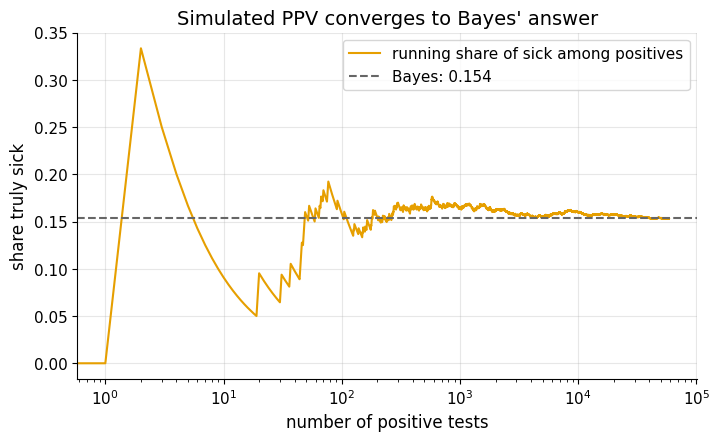 Simulated PPV converges to Bayes' answer
running share of sick among positives
Bayes: 0.154
share truly sick
0.35
0.30
0.25
0.20
0.15
0.10
0.05
0.00
10⁰
10¹
10²
10³
10⁴
10⁵
number of positive tests